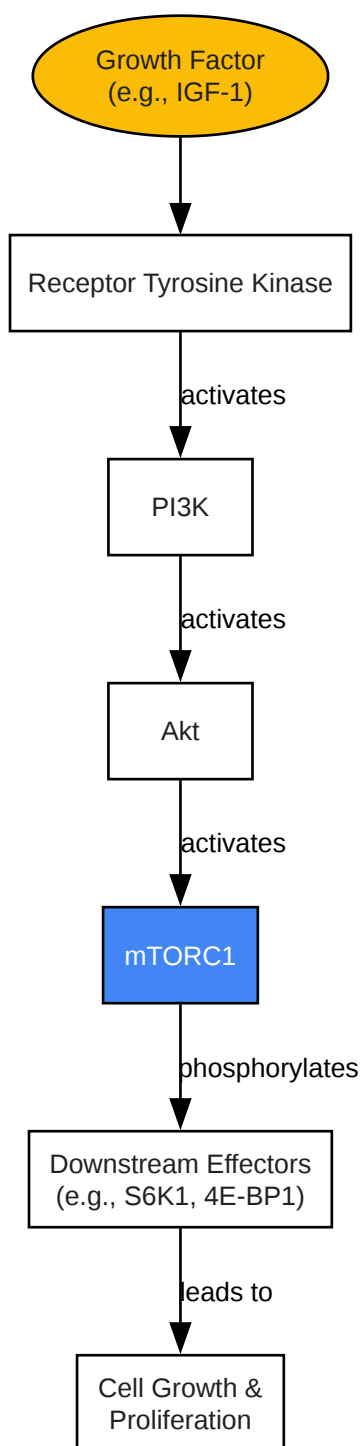 Growth Factor
(e.g., IGF-1)
Receptor Tyrosine Kinase
activates
PI3K
activates
Akt
activates
mTORC1
phosphorylates
Downstream Effectors
(e.g., S6K1, 4E-BP1)
leads to
Cell Growth &
Proliferation